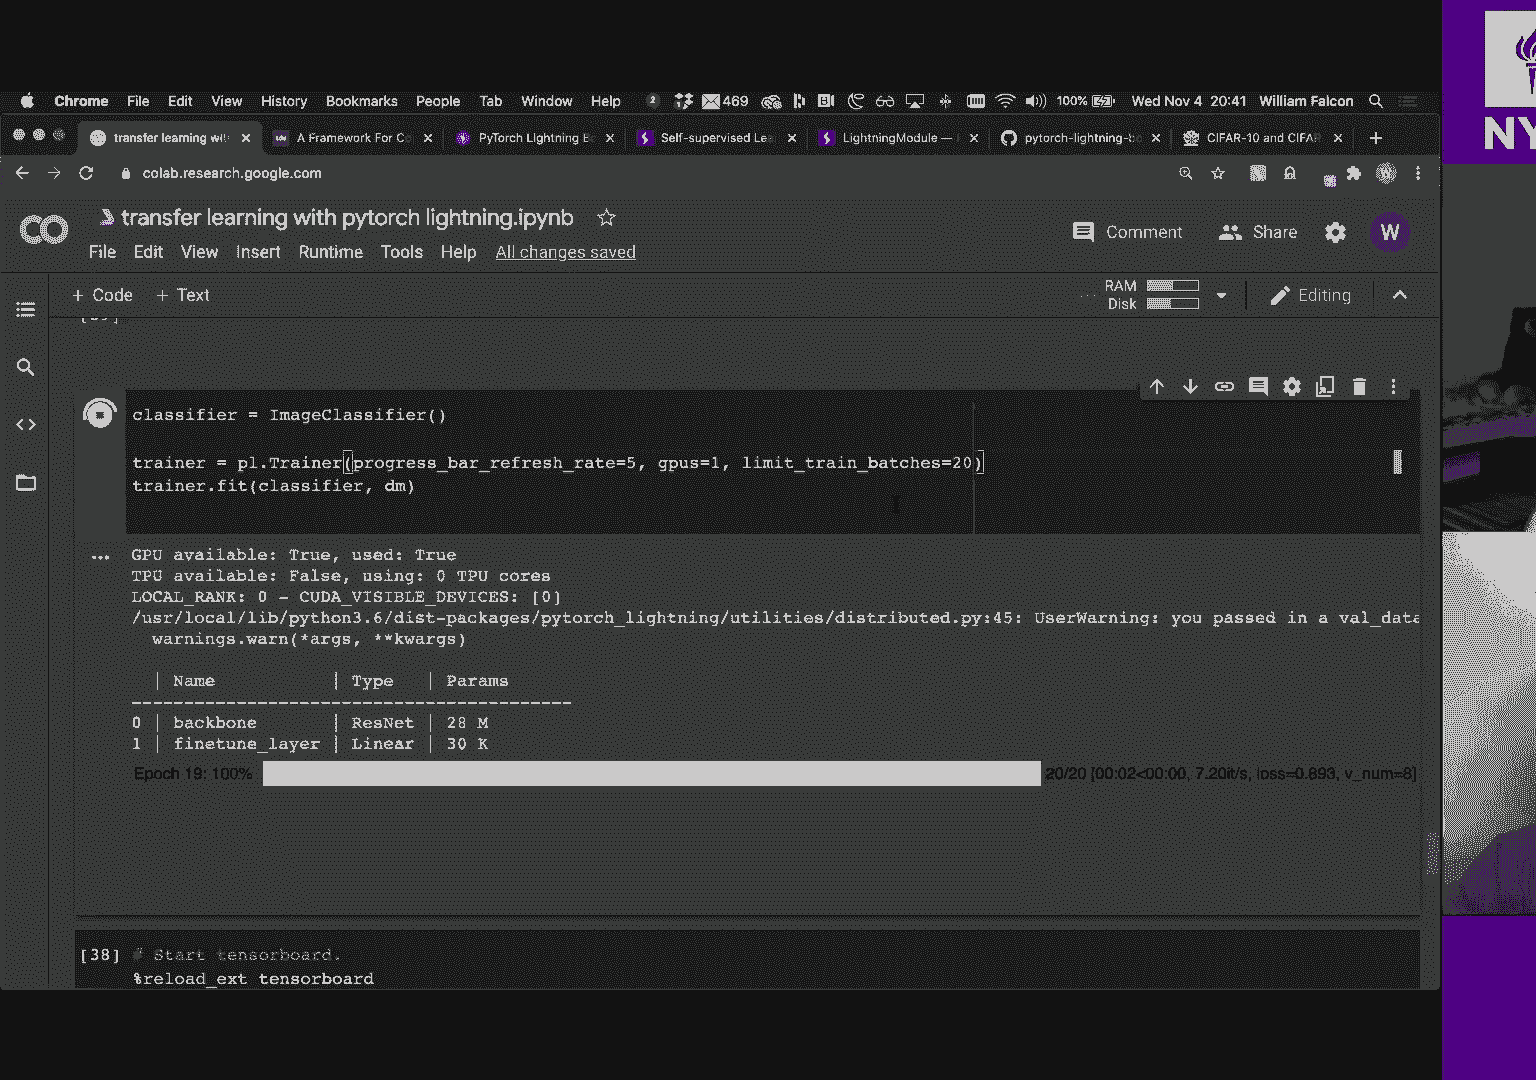 Chrome File Edit View History Bookmarks People Tab Window Help 2 469 100% Wed Nov 4 20:41 William Falcon
transfer learning wit A Framework For Co PyTorch Lightning B Self-supervised Lea LightningModule — pytorch-lightning-bo CIFAR-10 and CIFAR
colab.research.google.com
transfer learning with pytorch lightning.ipynb
File Edit View Insert Runtime Tools Help All changes saved
Comment Share W
+ Code + Text
RAM
Disk
Editing
classifier = ImageClassifier()
trainer = pl.Trainer(progress_bar_refresh_rate=5, gpus=1, limit_train_batches=20)
trainer.fit(classifier, dm)
GPU available: True, used: True
TPU available: False, using: 0 TPU cores
LOCAL_RANK: 0 - CUDA_VISIBLE_DEVICES: [0]
/usr/local/lib/python3.6/dist-packages/pytorch_lightning/utilities/distributed.py:45: UserWarning: you passed in a val_data
warnings.warn(*args, **kwargs)
| Name | Type | Params
-------------------------------------------
0 | backbone | ResNet | 28 M
1 | finetune_layer | Linear | 30 K
Epoch 19: 100% 20/20 [00:02<00:00, 7.20it/s, loss=0.893, v_num=8]
[38] # Start tensorboard.
%reload_ext tensorboard
NY